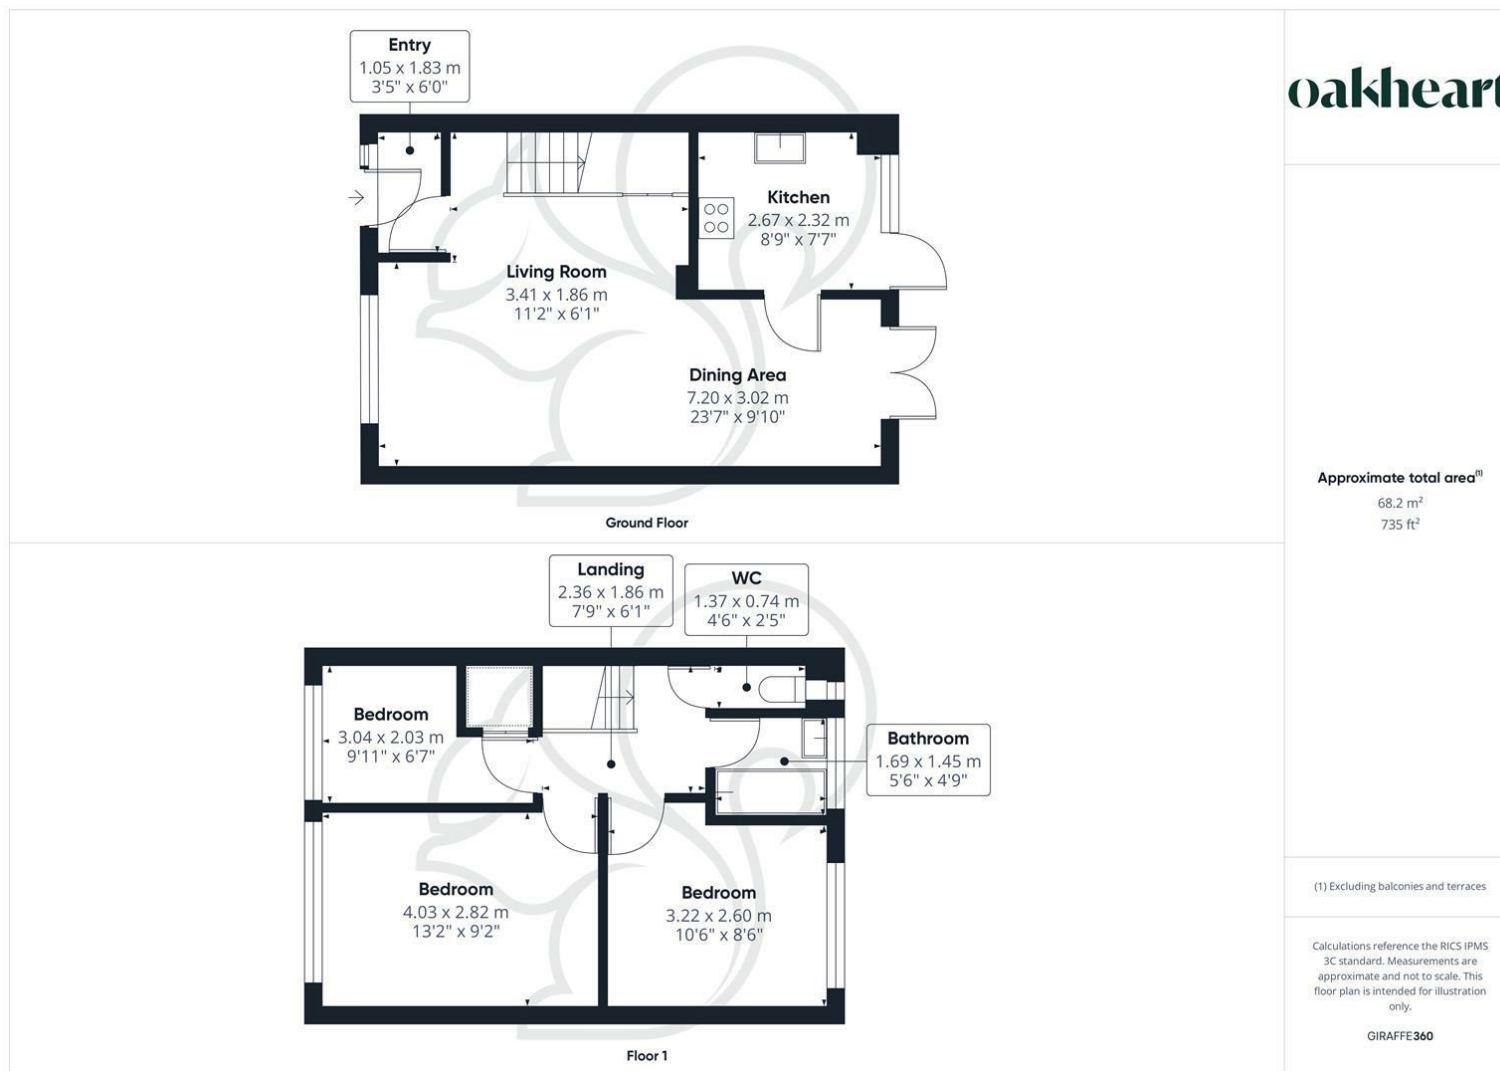 Entry
1.05 x 1.83 m
3'5" x 6'0"
Kitchen
2.67 x 2.32 m
8'9" x 7'7"
Living Room
3.41 x 1.86 m
11'2" x 6'1"
Dining Area
7.20 x 3.02 m
23'7" x 9'10"
Ground Floor
Landing
2.36 x 1.86 m
7'9" x 6'1"
WC
1.37 x 0.74 m
4'6" x 2'5"
Bedroom
3.04 x 2.03 m
9'11" x 6'7"
Bathroom
1.69 x 1.45 m
5'6" x 4'9"
Bedroom
4.03 x 2.82 m
13'2" x 9'2"
Bedroom
3.22 x 2.60 m
10'6" x 8'6"
Floor 1
oakheart
Approximate total area(1)
68.2 m²
735 ft²
(1) Excluding balconies and terraces
Calculations reference the RICS IPMS
3C standard. Measurements are
approximate and not to scale. This
floor plan is intended for illustration
only.
GIRAFFE360